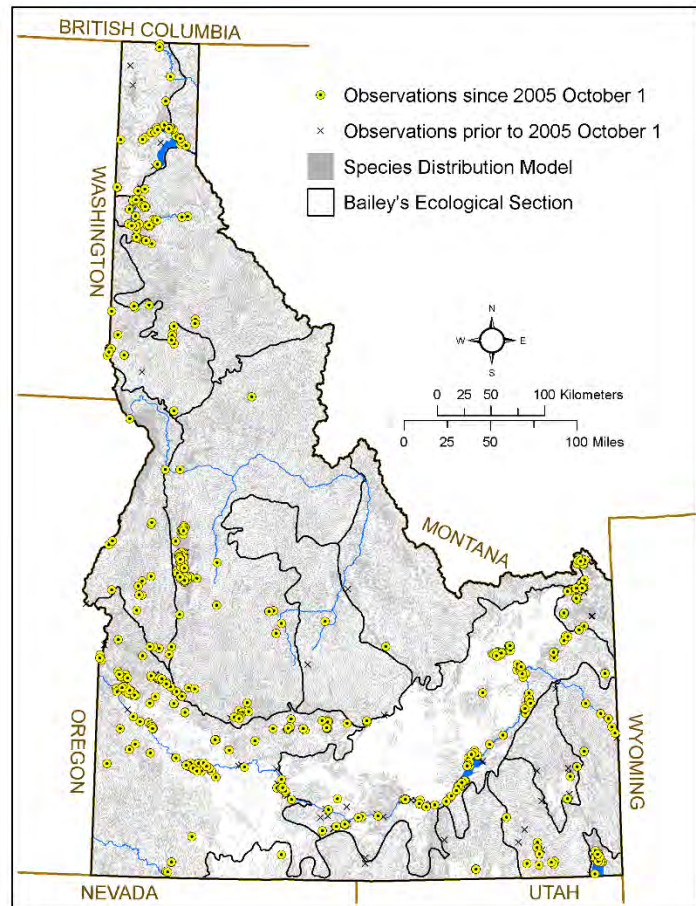 BRITISH COLUMBIA
Observations since 2005 October 1
Observations prior to 2005 October 1
Species Distribution Model
Bailey's Ecological Section
WASHINGTON
N
W E
S
0 25 50 100 Kilometers
0 25 50 100 Miles
MONTANA
OREGON
WYOMING
NEVADA
UTAH